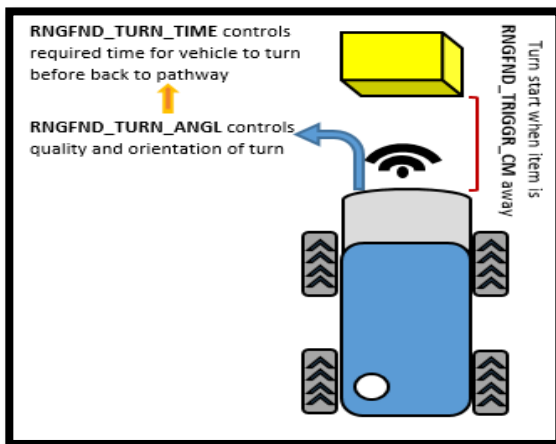 RNGFND_TURN_TIME controls
required time for vehicle to turn
before back to pathway
RNGFND_TURN_ANGL controls
quality and orientation of turn
Turn start when item is
RNGFND_TRIGGR_CM away